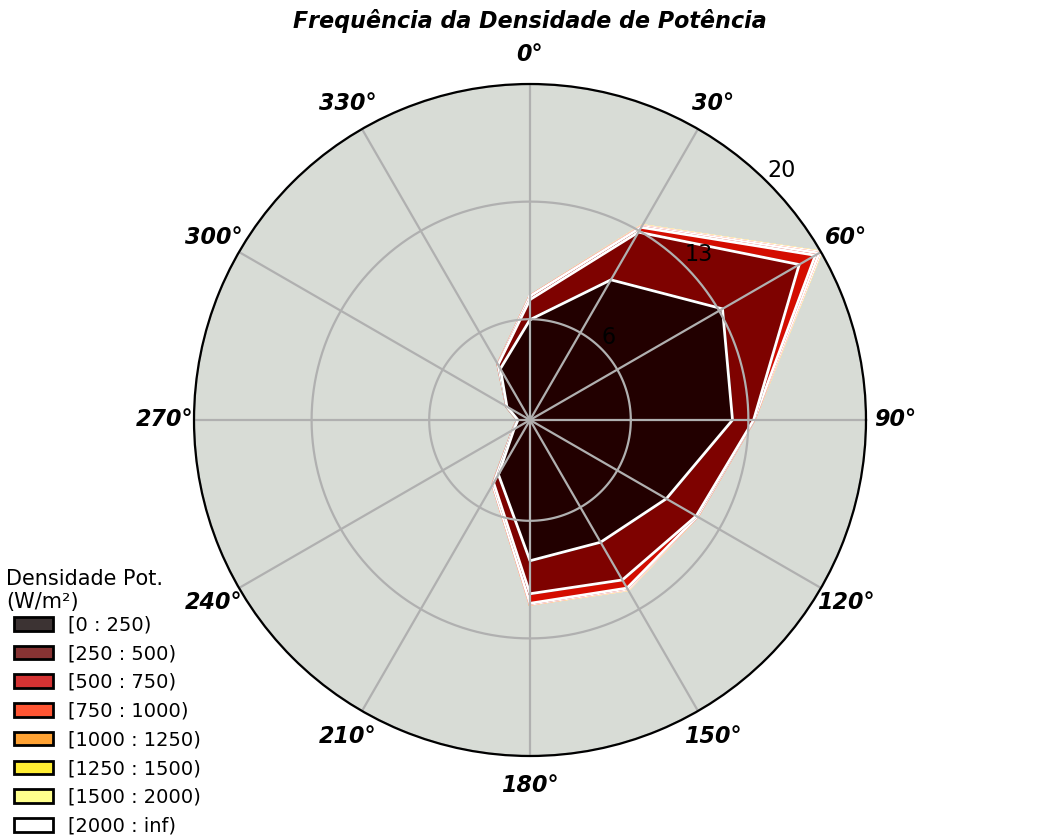 Frequência da Densidade de Potência
0°
330°
30°
20
300°
60°
13
6
270°
90°
240°
120°
210°
150°
180°
Densidade Pot.
(W/m²)
[0 : 250)
[250 : 500)
[500 : 750)
[750 : 1000)
[1000 : 1250)
[1250 : 1500)
[1500 : 2000)
[2000 : inf)